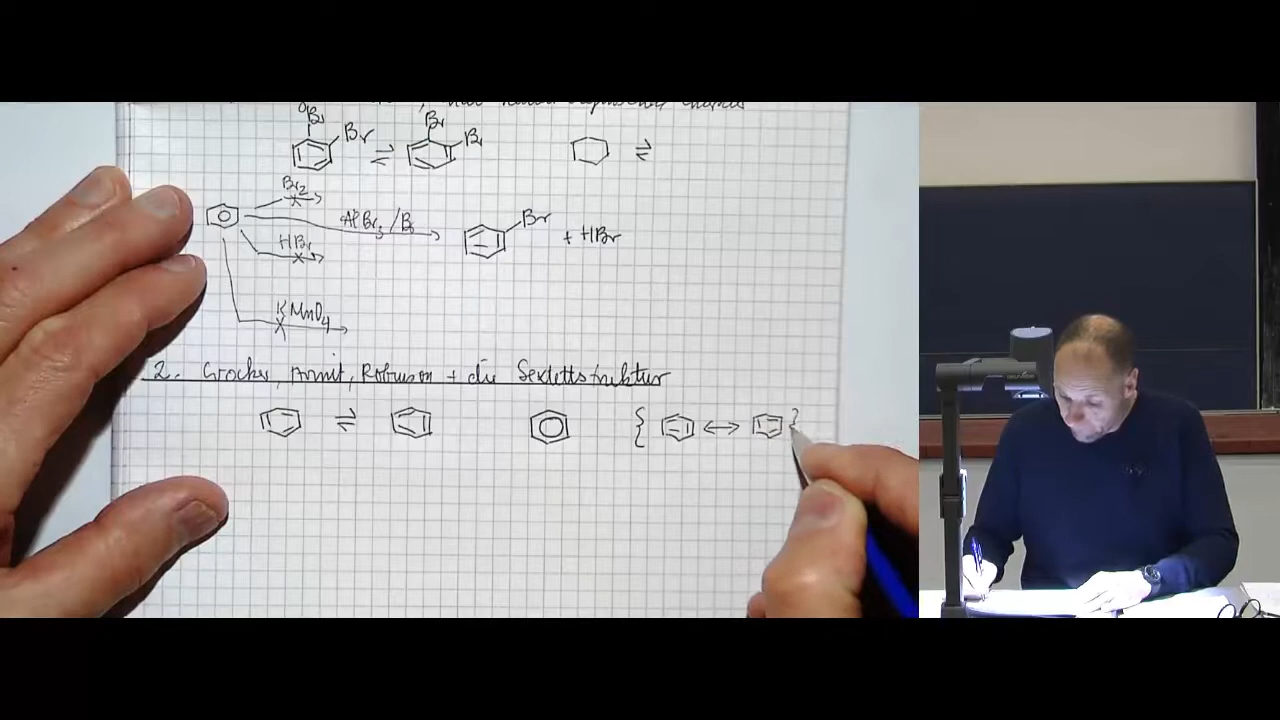 Br Br ⇌ Br Br ⇌
Br2
AlBr3 / Br Br + HBr
HBr
KMnO4
2. Crocker, Armit, Robinson + die Sextettstruktur
⇌ { ↔ }